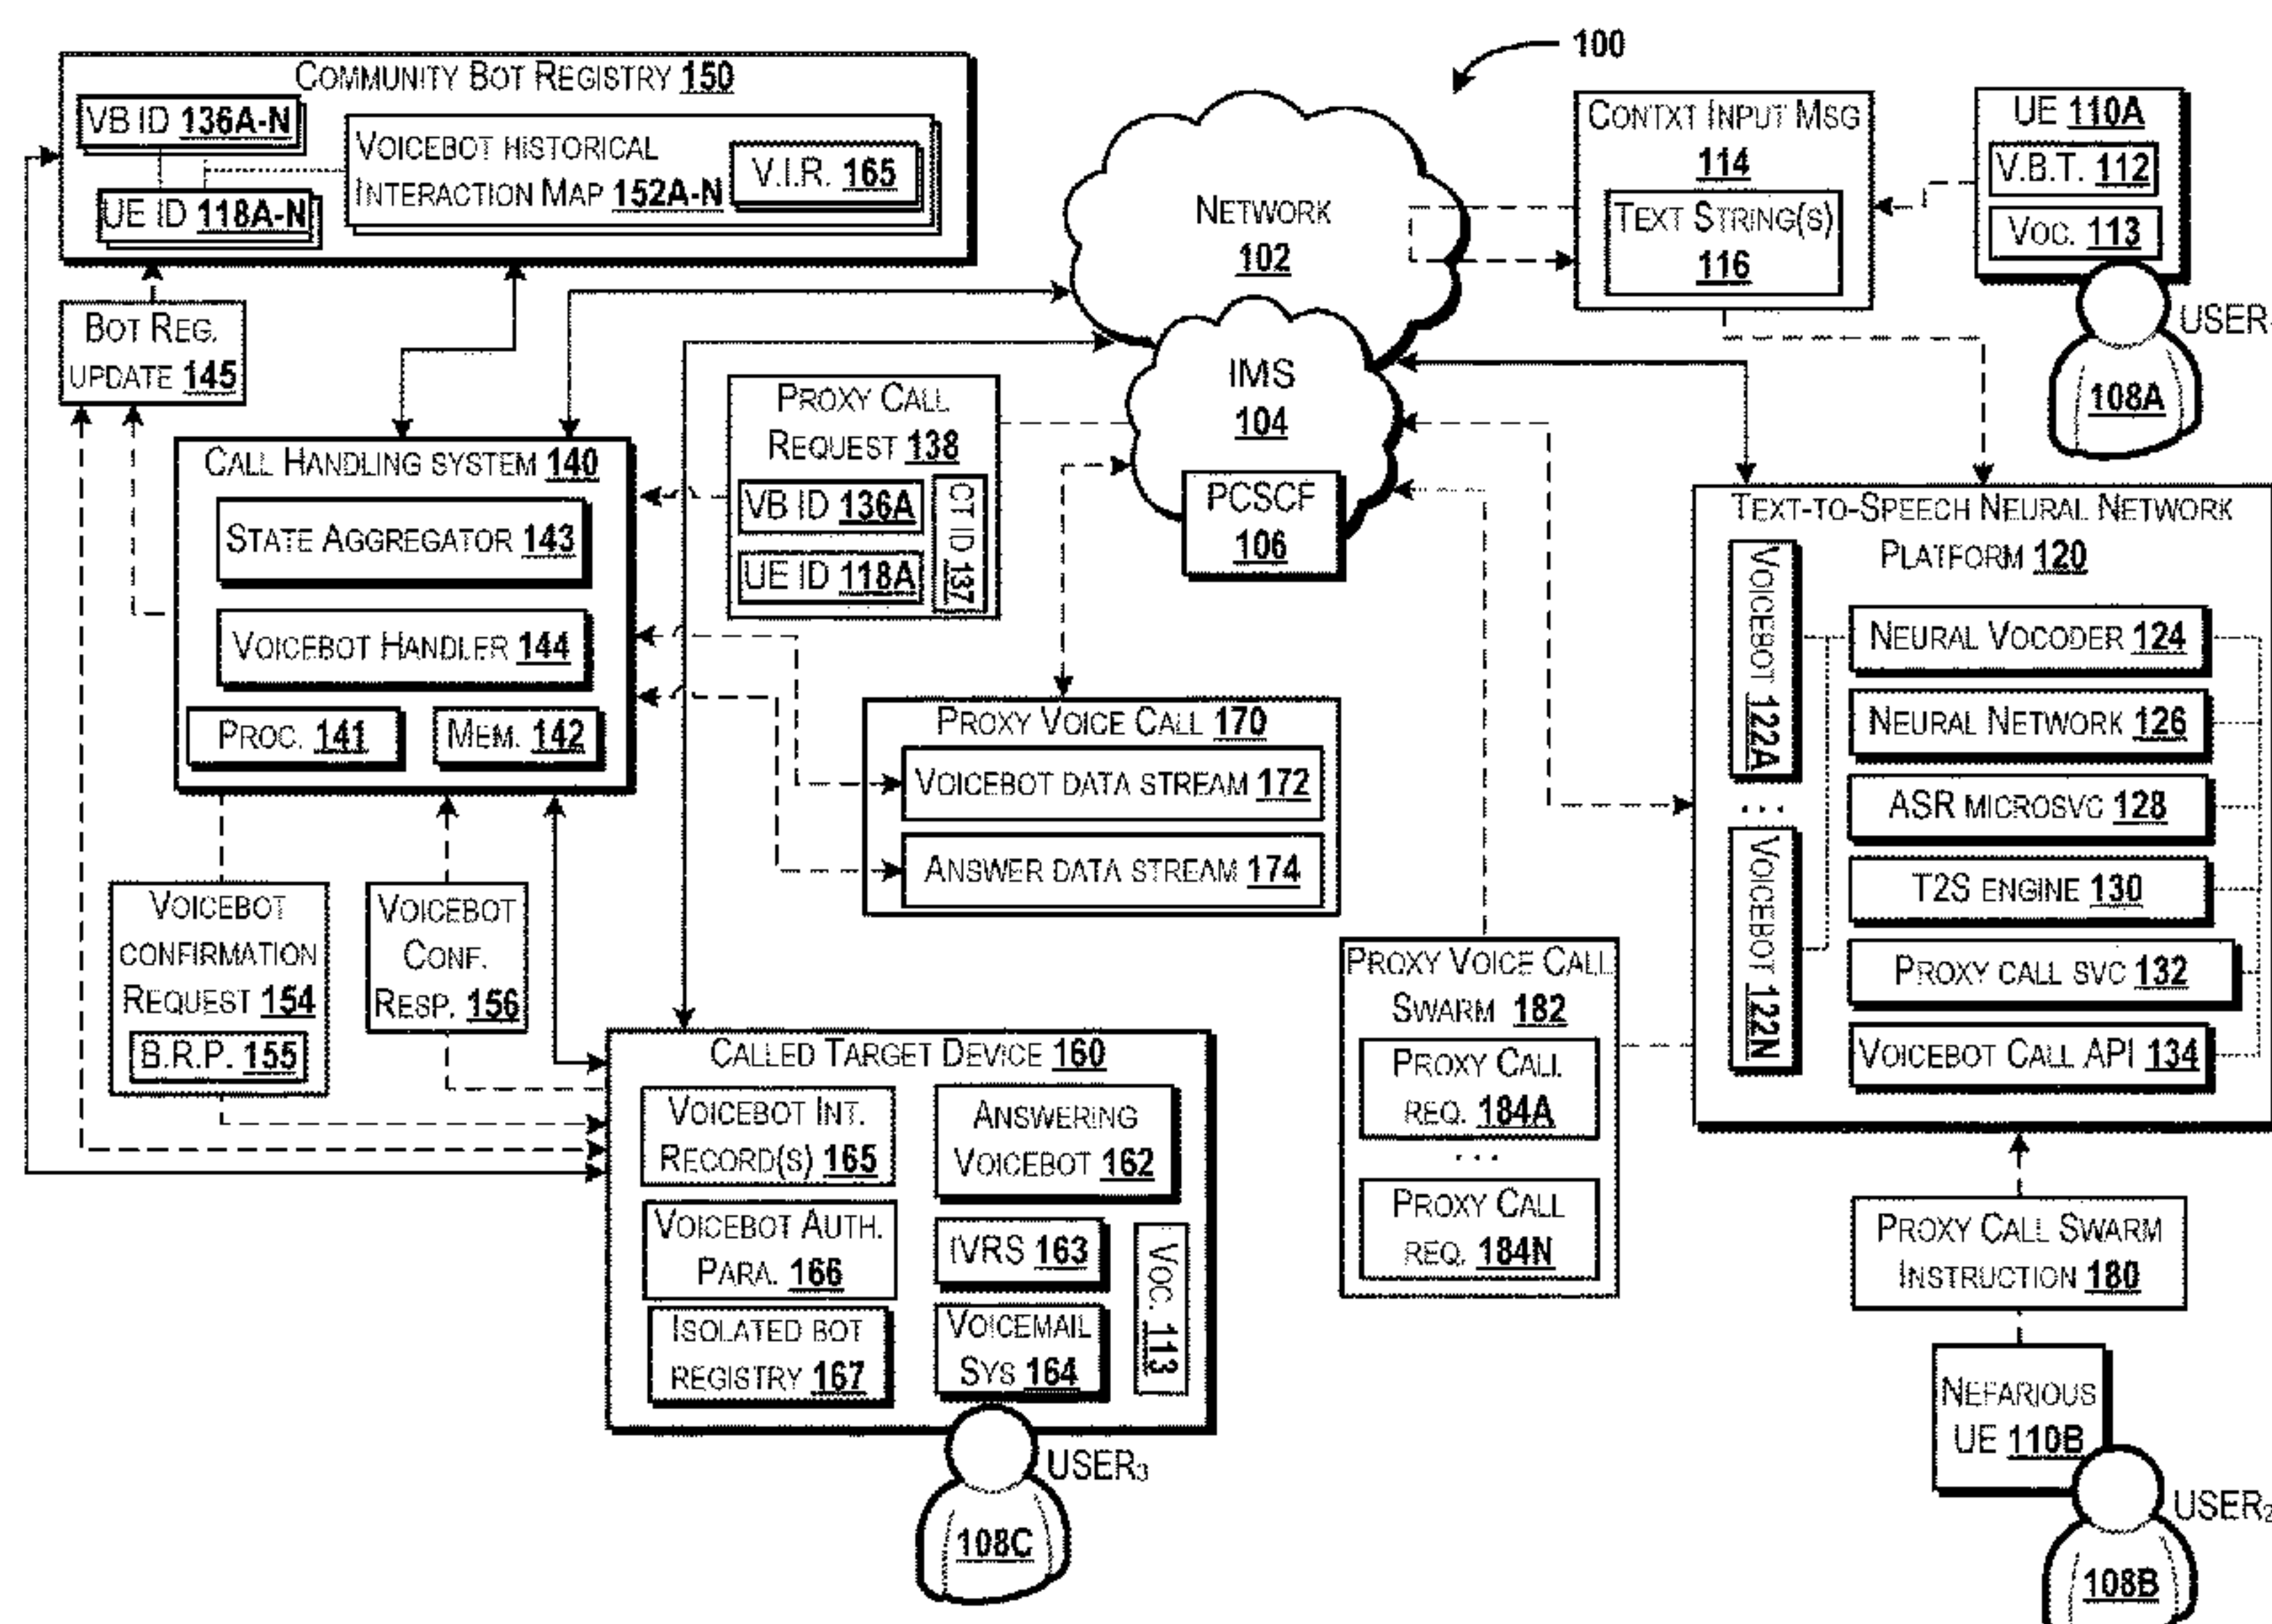 100
COMMUNITY BOT REGISTRY 150
VB ID 136A-N
UE ID 118A-N
VOICEBOT HISTORICAL
INTERACTION MAP 152A-N
V.I.R. 165
BOT REG.
UPDATE 145
NETWORK
102
IMS
104
PCSCF
106
CONTXT INPUT MSG
114
TEXT STRING(S)
116
UE 110A
V.B.T. 112
VOC. 113
USER
108A
CALL HANDLING SYSTEM 140
STATE AGGREGATOR 143
VOICEBOT HANDLER 144
PROC. 141
MEM. 142
PROXY CALL
REQUEST 138
VB ID 136A
UE ID 118A
CT ID 137
PROXY VOICE CALL 170
VOICEBOT DATA STREAM 172
ANSWER DATA STREAM 174
TEXT-TO-SPEECH NEURAL NETWORK
PLATFORM 120
VOICEBOT 122A
...
VOICEBOT 122N
NEURAL VOCODER 124
NEURAL NETWORK 126
ASR MICROSVC 128
T2S ENGINE 130
PROXY CALL SVC 132
VOICEBOT CALL API 134
VOICEBOT
CONFIRMATION
REQUEST 154
B.R.P. 155
VOICEBOT
CONF.
RESP. 156
CALLED TARGET DEVICE 160
VOICEBOT INT.
RECORD(S) 165
VOICEBOT AUTH.
PARA. 166
ISOLATED BOT
REGISTRY 167
ANSWERING
VOICEBOT 162
IVRS 163
VOICEMAIL
SYS 164
VOC. 113
USER3
108C
PROXY VOICE CALL
SWARM 182
PROXY CALL
REQ. 184A
...
PROXY CALL
REQ. 184N
PROXY CALL SWARM
INSTRUCTION 180
NEFARIOUS
UE 110B
USER2
108B